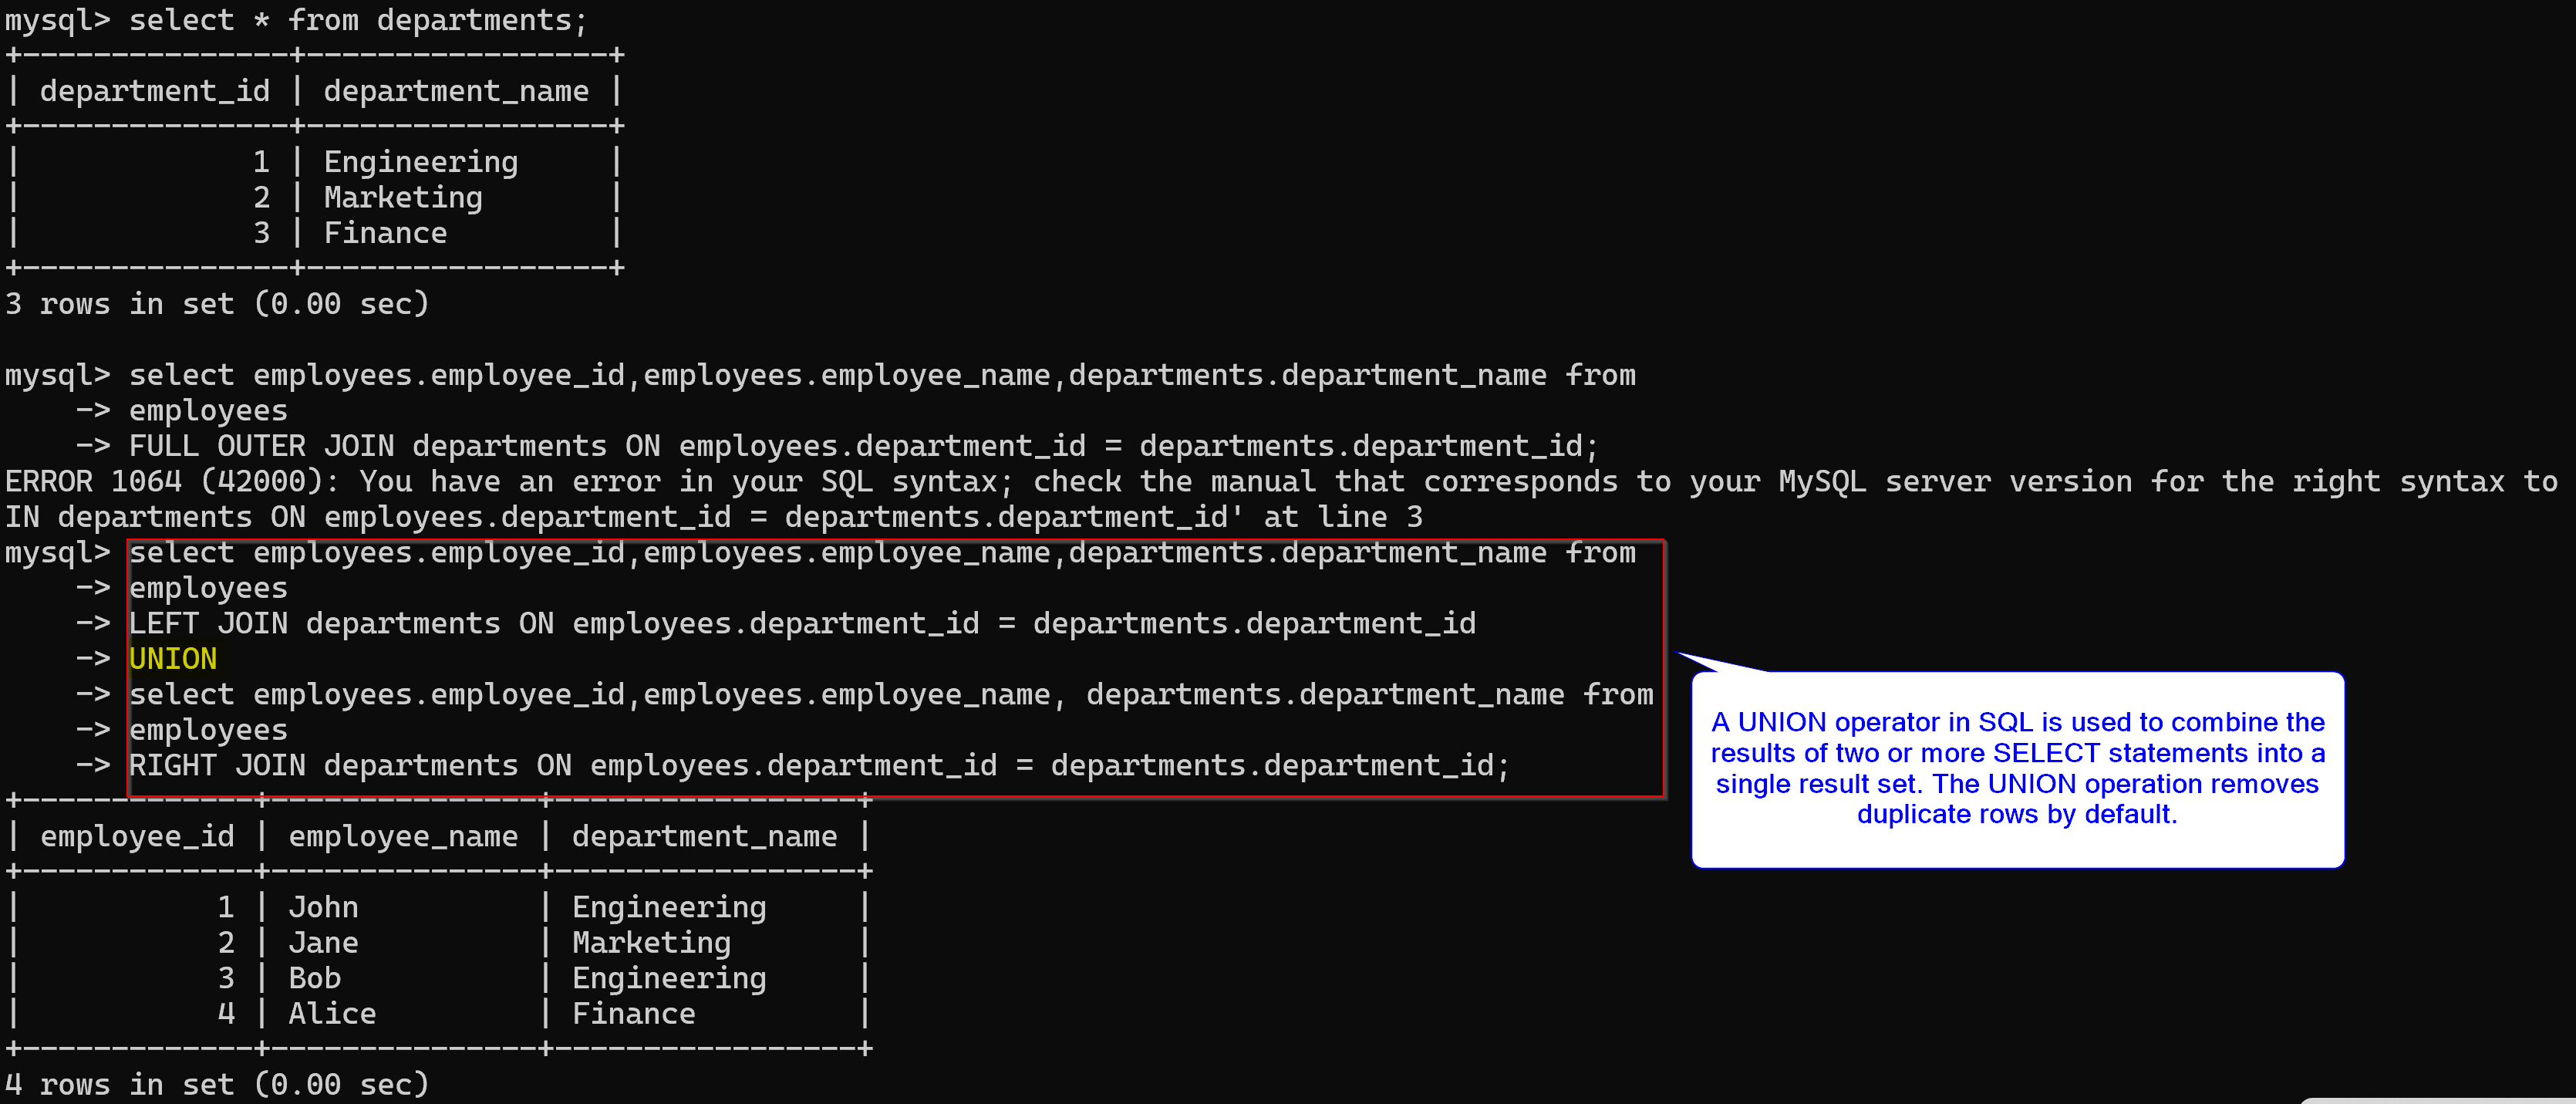 mysql> select * from departments;
+---------------+-----------------+
| department_id | department_name |
+---------------+-----------------+
|             1 | Engineering     |
|             2 | Marketing       |
|             3 | Finance         |
+---------------+-----------------+
3 rows in set (0.00 sec)
mysql> select employees.employee_id,employees.employee_name,departments.department_name from
    -> employees
    -> FULL OUTER JOIN departments ON employees.department_id = departments.department_id;
ERROR 1064 (42000): You have an error in your SQL syntax; check the manual that corresponds to your MySQL server version for the right syntax to
IN departments ON employees.department_id = departments.department_id' at line 3
mysql> select employees.employee_id,employees.employee_name,departments.department_name from
    -> employees
    -> LEFT JOIN departments ON employees.department_id = departments.department_id
    -> UNION
    -> select employees.employee_id,employees.employee_name, departments.department_name from
    -> employees
    -> RIGHT JOIN departments ON employees.department_id = departments.department_id;
+-------------+---------------+-----------------+
| employee_id | employee_name | department_name |
+-------------+---------------+-----------------+
|           1 | John          | Engineering     |
|           2 | Jane          | Marketing       |
|           3 | Bob           | Engineering     |
|           4 | Alice         | Finance         |
+-------------+---------------+-----------------+
4 rows in set (0.00 sec)
A UNION operator in SQL is used to combine the
results of two or more SELECT statements into a
single result set. The UNION operation removes
duplicate rows by default.